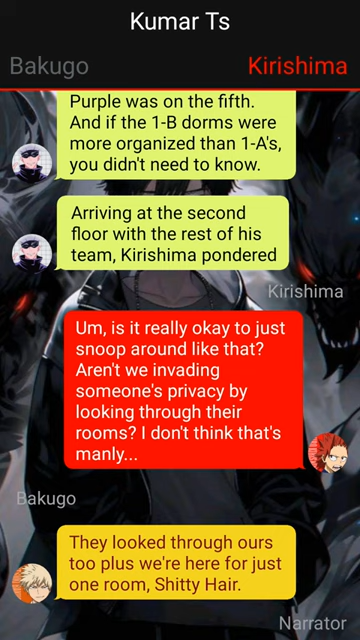 Kumar Ts
Bakugo
Kirishima
Purple was on the fifth.
And if the 1-B dorms were
more organized than 1-A's,
you didn't need to know.
Arriving at the second
floor with the rest of his
team, Kirishima pondered
Kirishima
Um, is it really okay to just
snoop around like that?
Aren't we invading
someone's privacy by
looking through their
rooms? I don't think that's
manly...
Bakugo
They looked through ours
too plus we're here for just
one room, Shitty Hair.
Narrator